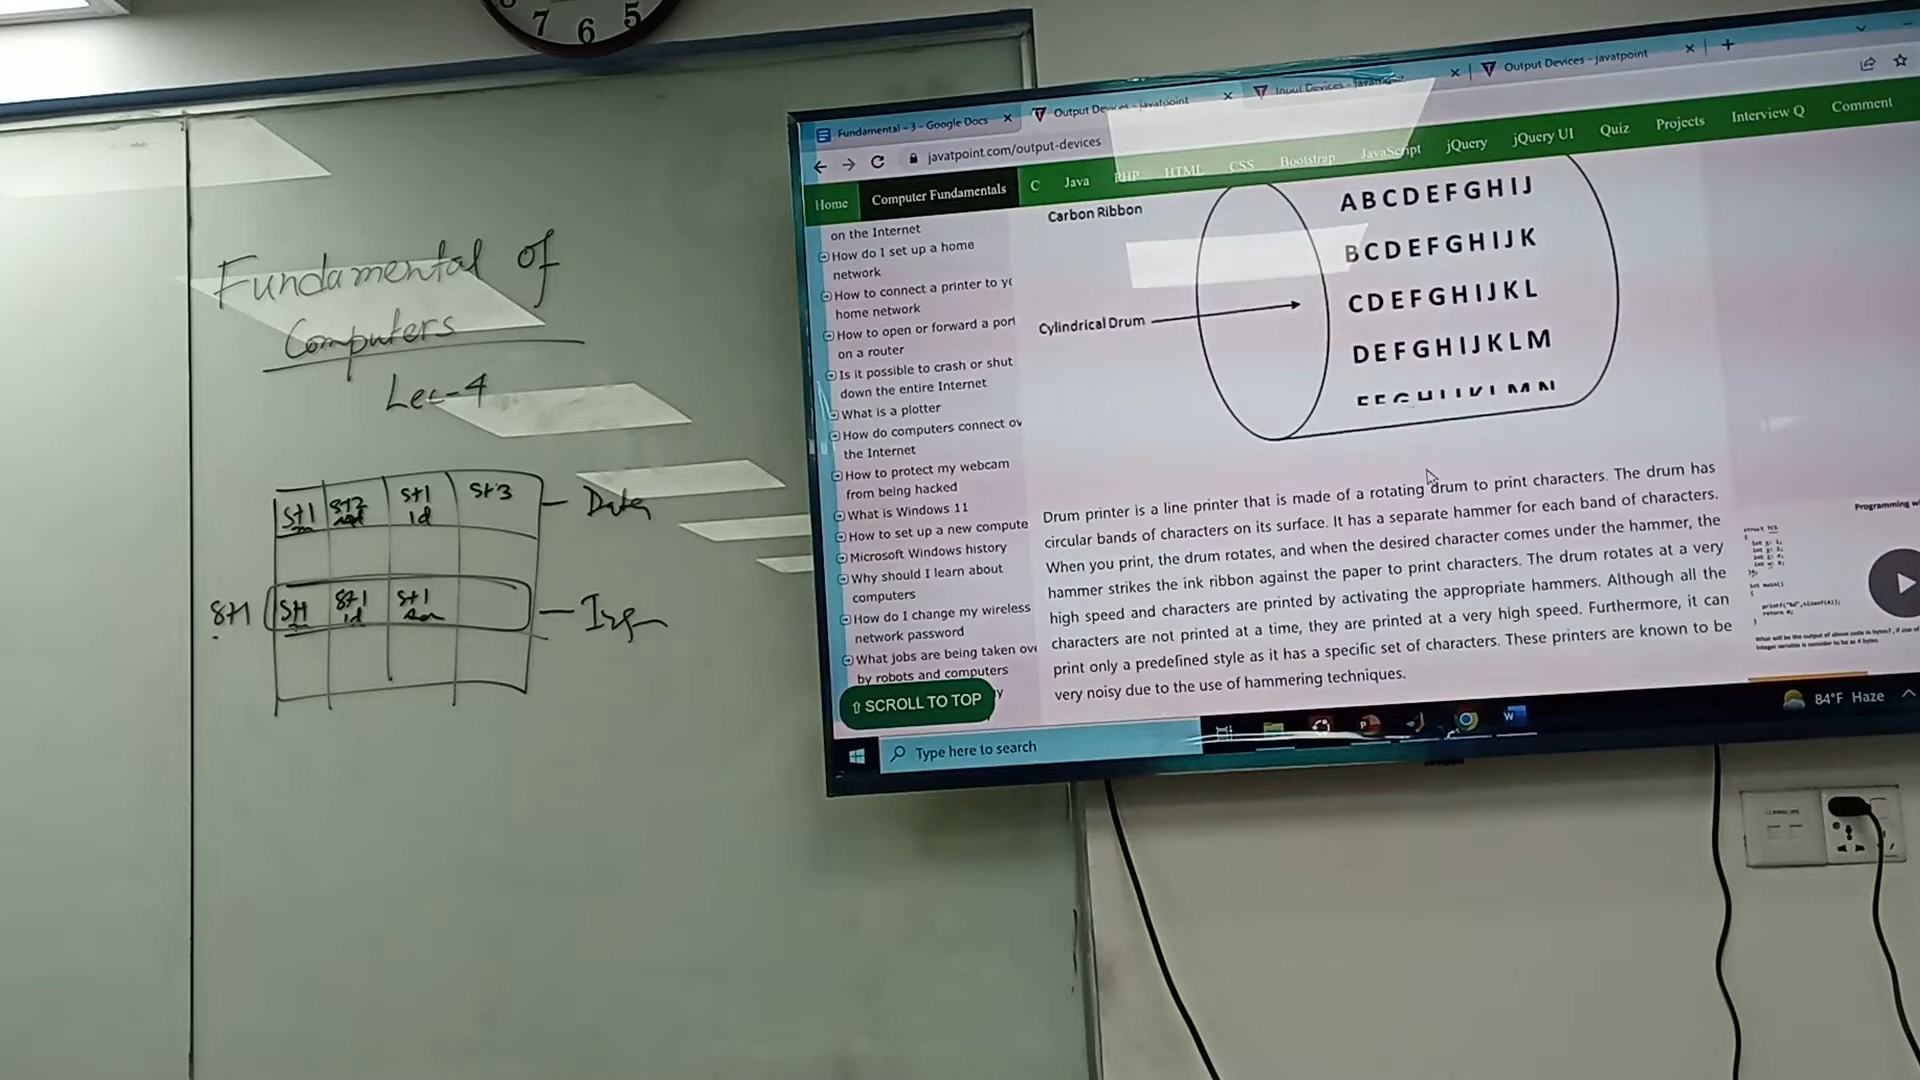 7 6 5
Fundamental of
Computers
Lec-4
St1 St2 St1 id St3 - Data
St1 St1 St1 id St1
Fundamental - 3 - Google Docs
Output Devices - javatpoint
Input Devices
Output Devices - javatpoint
javatpoint.com/output-devices
Home Computer Fundamentals C Java PHP HTML CSS Bootstrap JavaScript jQuery jQuery UI Quiz Projects Interview Q Comment
on the Internet
How do I set up a home
network
How to connect a printer to yo
home network
How to open or forward a port
on a router
Is it possible to crash or shut
down the entire Internet
What is a plotter
How do computers connect ov
the Internet
How to protect my webcam
from being hacked
What is Windows 11
How to set up a new compute
Microsoft Windows history
Why should I learn about
computers
How do I change my wireless
network password
What jobs are being taken ove
by robots and computers
SCROLL TO TOP
Carbon Ribbon
Cylindrical Drum
ABCDEFGHIJ
BCDEFGHIJK
CDEFGHIJKL
DEFGHIJKLM
EFGHIJKLMN
Drum printer is a line printer that is made of a rotating drum to print characters. The drum has
circular bands of characters on its surface. It has a separate hammer for each band of characters.
When you print, the drum rotates, and when the desired character comes under the hammer, the
hammer strikes the ink ribbon against the paper to print characters. The drum rotates at a very
high speed and characters are printed by activating the appropriate hammers. Although all the
characters are not printed at a time, they are printed at a very high speed. Furthermore, it can
print only a predefined style as it has a specific set of characters. These printers are known to be
very noisy due to the use of hammering techniques.
Programming w
Type here to search
84°F Haze